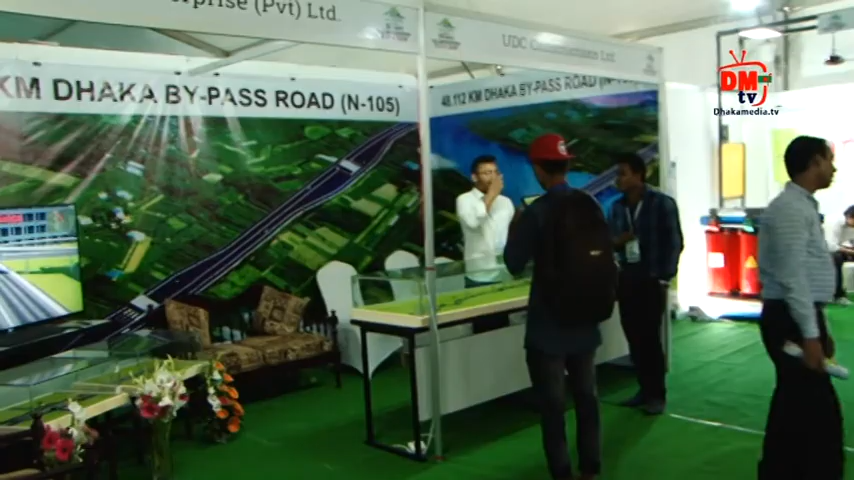 rprise (Pvt) Ltd.
UDC Construction Ltd.
KM DHAKA BY-PASS ROAD (N-105)
48.112 KM DHAKA BY-PASS ROAD
DM
tv
Dhakamedia.tv